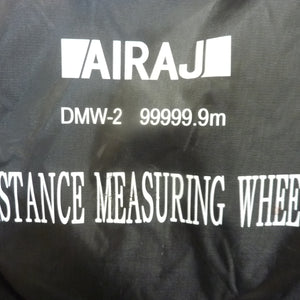 AIRAJ
DMW-2 99999.9m
STANCE MEASURING WHEE